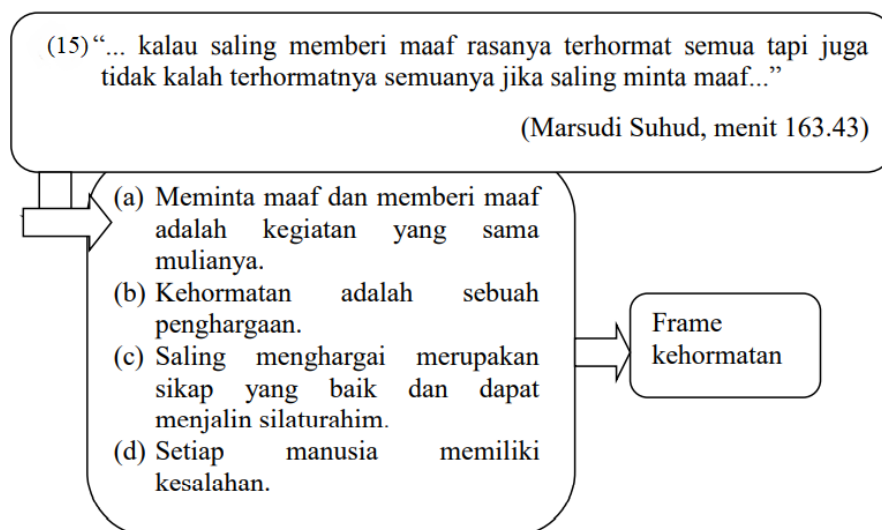 (15) “... kalau saling memberi maaf rasanya terhormat semua tapi juga
tidak kalah terhormatnya semuanya jika saling minta maaf...”
(Marsudi Suhud, menit 163.43)
(a) Meminta maaf dan memberi maaf
adalah kegiatan yang sama
mulianya.
(b) Kehormatan adalah sebuah
penghargaan.
(c) Saling menghargai merupakan
sikap yang baik dan dapat
menjalin silaturahim.
(d) Setiap manusia memiliki
kesalahan.
Frame
kehormatan